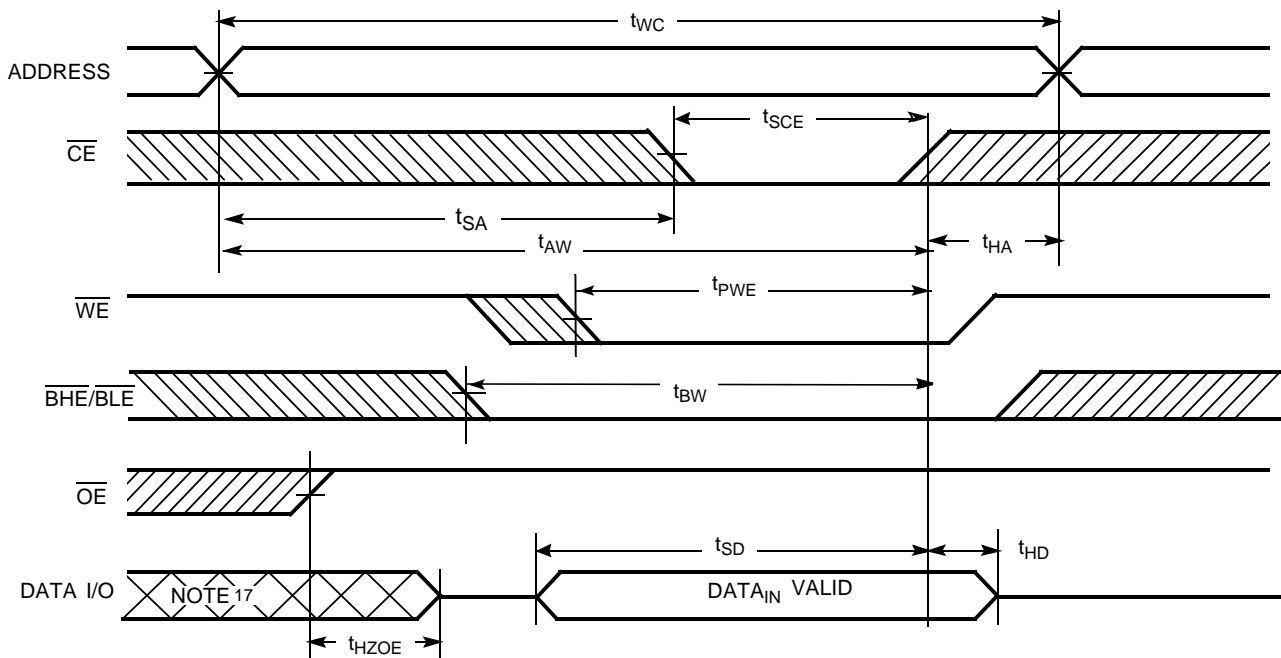 tWC
ADDRESS
tSCE
CE
tSA
tAW
tHA
tPWE
WE
tBW
BHE/BLE
OE
tSD
tHD
DATA I/O
NOTE 17
DATAIN VALID
tHZOE